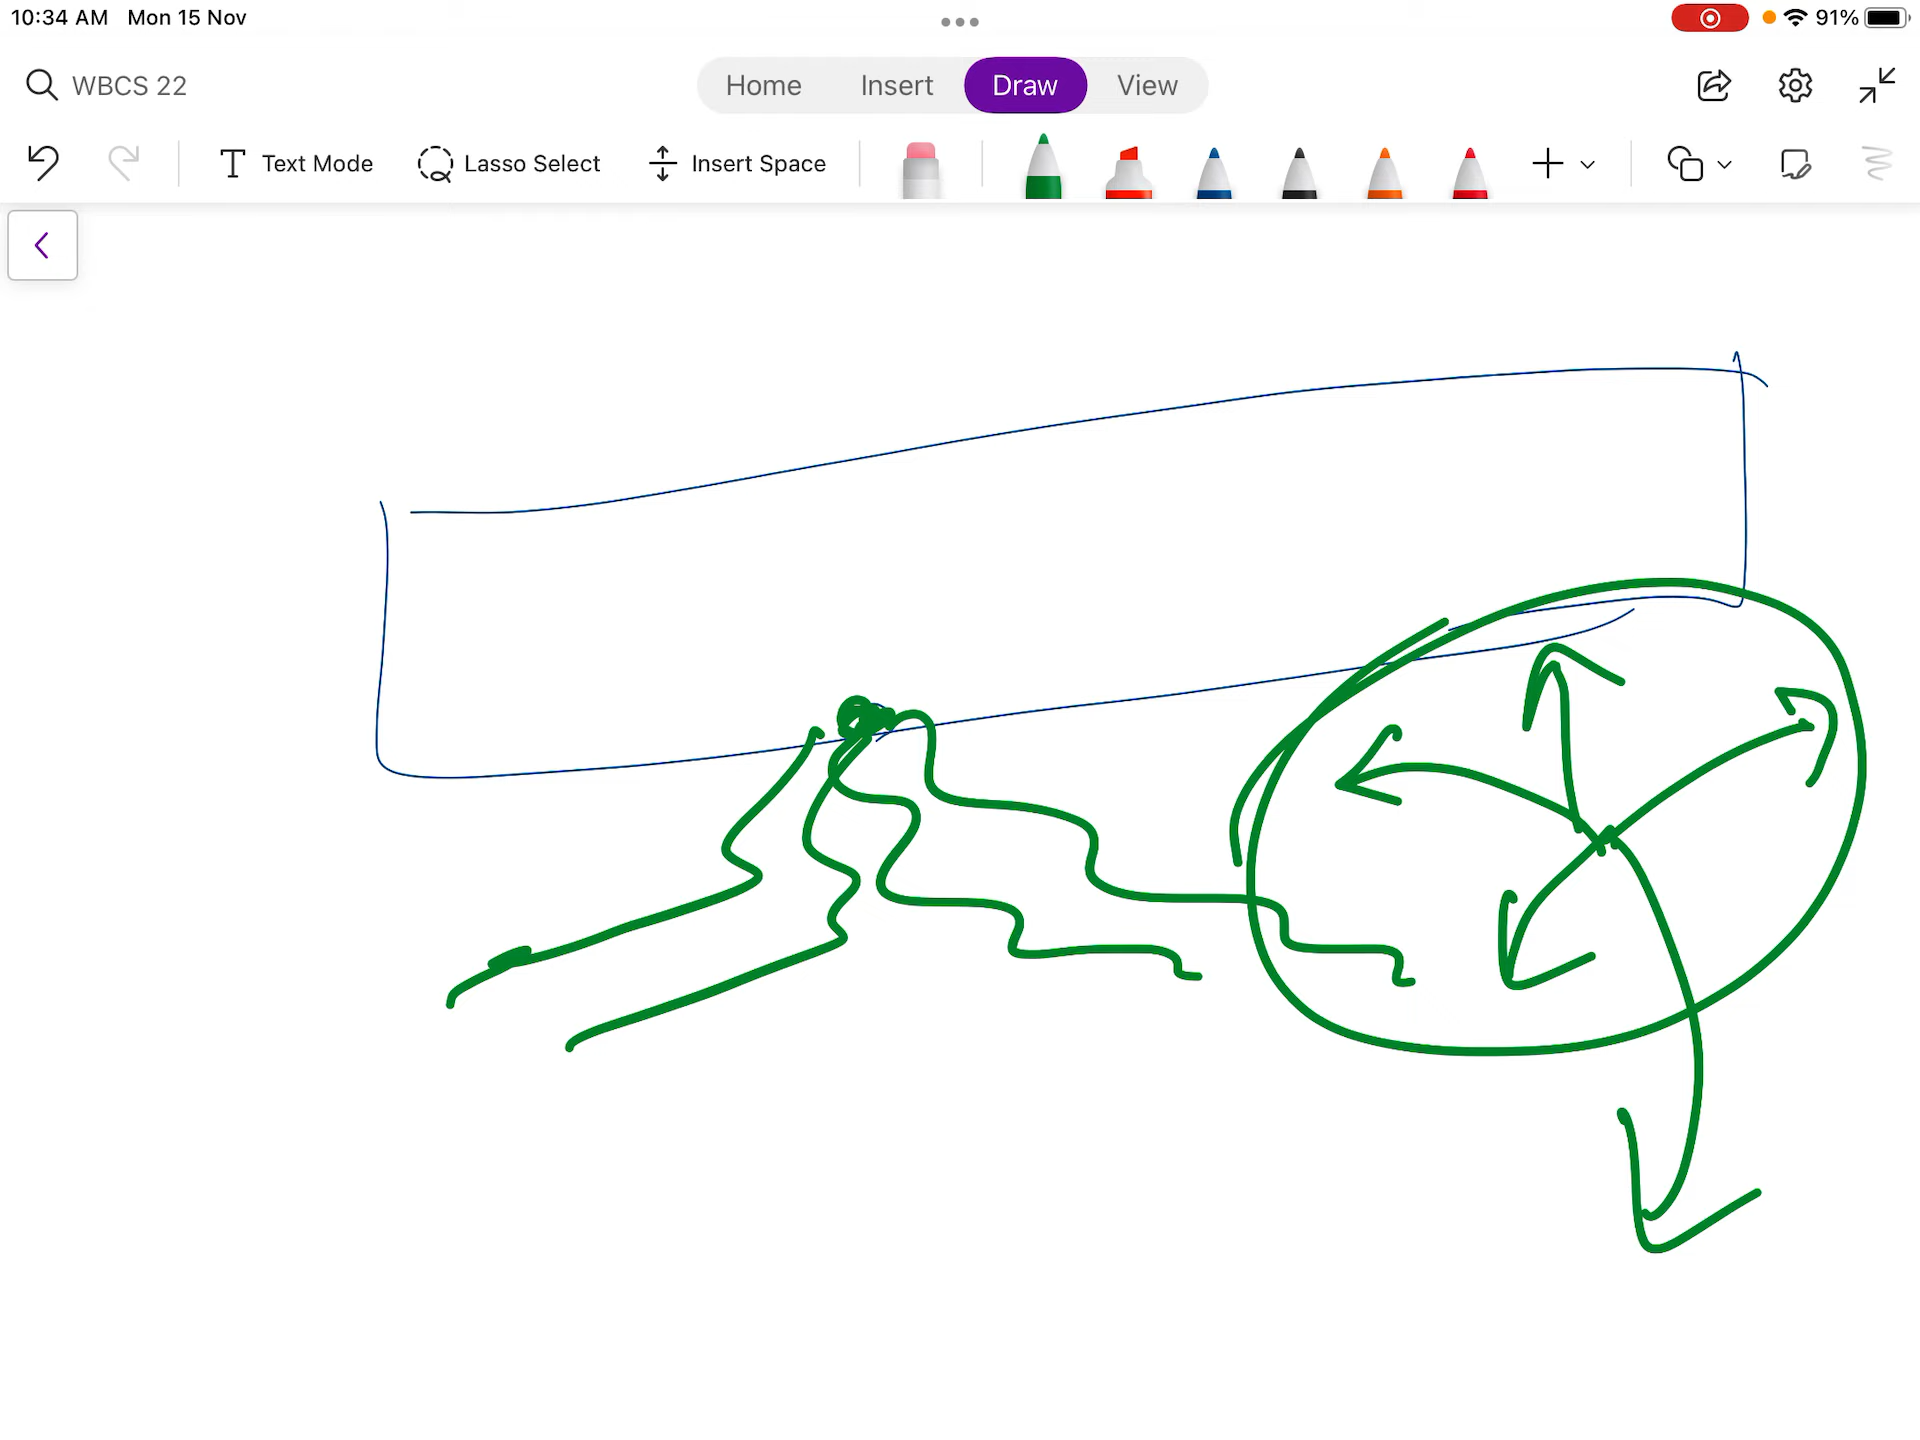 10:34 AM Mon 15 Nov 91%
WBCS 22 Home Insert Draw View
Text Mode Lasso Select Insert Space